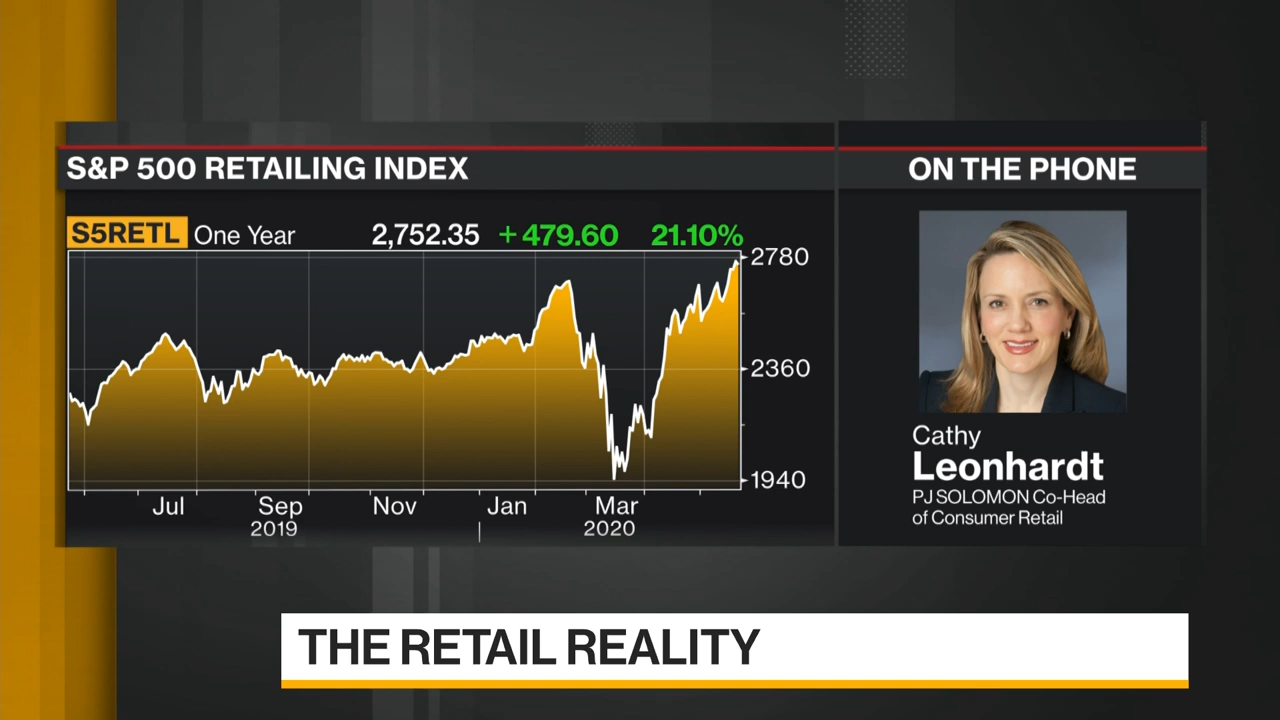 S&P 500 RETAILING INDEX
S5RETL One Year 2,752.35 +479.60 21.10%
2780
2360
1940
Jul Sep Nov Jan Mar
2019 2020
ON THE PHONE
Cathy
Leonhardt
PJ SOLOMON Co-Head
of Consumer Retail
THE RETAIL REALITY